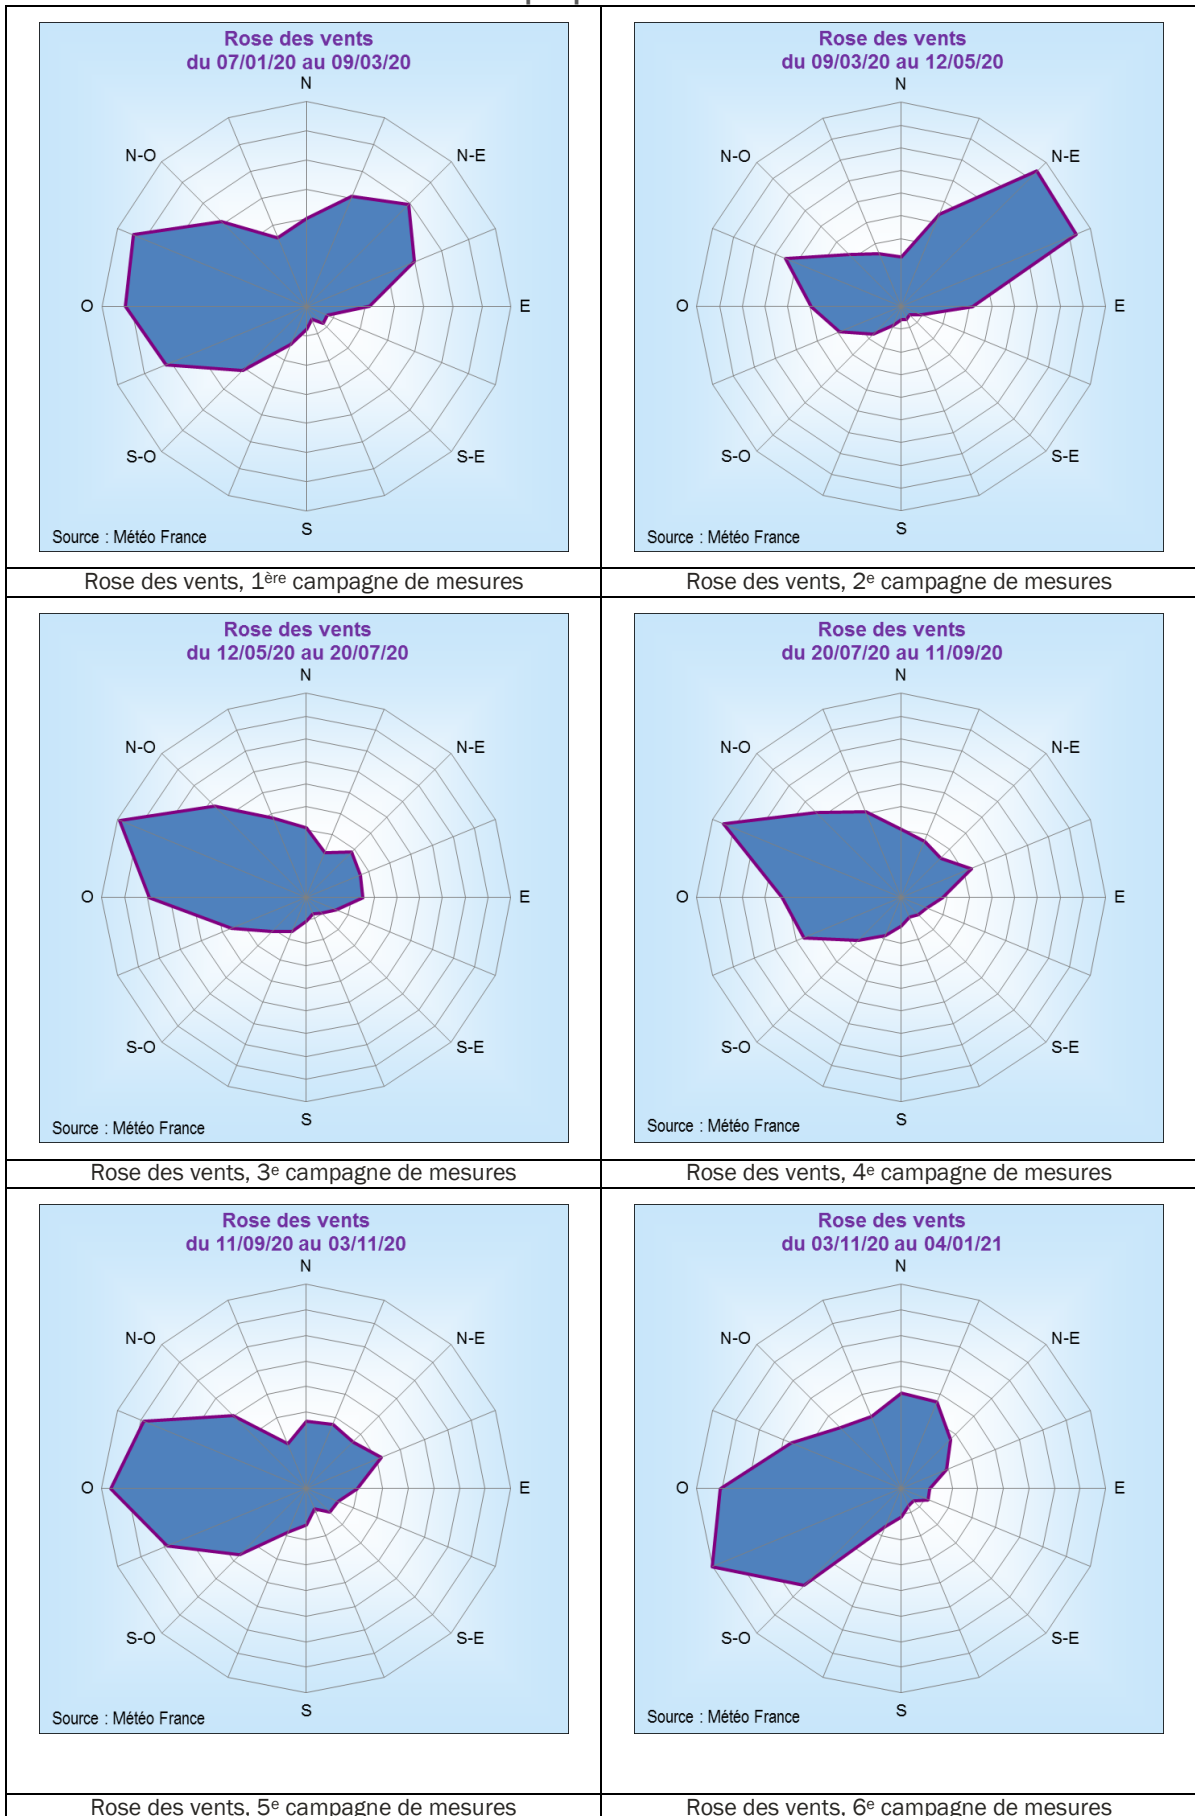 Rose des vents
du 07/01/20 au 09/03/20
N
N-O
N-E
O
E
S-O
S-E
S
Source : Météo France
Rose des vents, 1ère campagne de mesures
Rose des vents
du 09/03/20 au 12/05/20
N
N-O
N-E
O
E
S-O
S-E
S
Source : Météo France
Rose des vents, 2e campagne de mesures
Rose des vents
du 12/05/20 au 20/07/20
N
N-O
N-E
O
E
S-O
S-E
S
Source : Météo France
Rose des vents, 3e campagne de mesures
Rose des vents
du 20/07/20 au 11/09/20
N
N-O
N-E
O
E
S-O
S-E
S
Source : Météo France
Rose des vents, 4e campagne de mesures
Rose des vents
du 11/09/20 au 03/11/20
N
N-O
N-E
O
E
S-O
S-E
S
Source : Météo France
Rose des vents, 5e campagne de mesures
Rose des vents
du 03/11/20 au 04/01/21
N
N-O
N-E
O
E
S-O
S-E
S
Source : Météo France
Rose des vents, 6e campagne de mesures